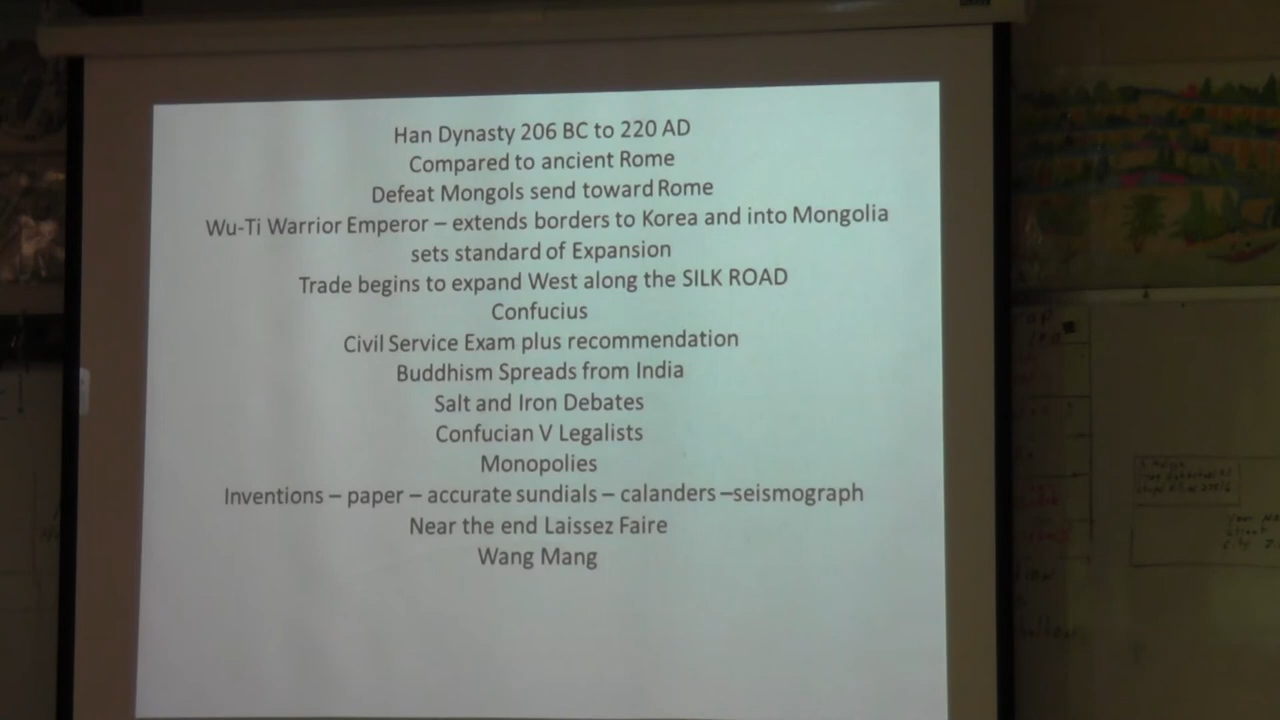 Han Dynasty 206 BC to 220 AD
Compared to ancient Rome
Defeat Mongols send toward Rome
Wu-Ti Warrior Emperor – extends borders to Korea and into Mongolia
sets standard of Expansion
Trade begins to expand West along the SILK ROAD
Confucius
Civil Service Exam plus recommendation
Buddhism Spreads from India
Salt and Iron Debates
Confucian V Legalists
Monopolies
Inventions – paper – accurate sundials – calanders –seismograph
Near the end Laissez Faire
Wang Mang